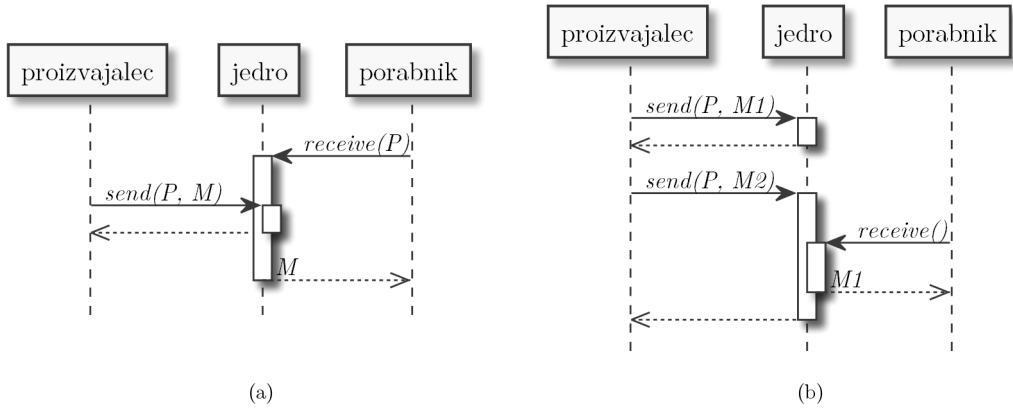 proizvajalec jedro porabnik
receive(P)
send(P, M)
M
(a)
proizvajalec jedro porabnik
send(P, M1)
send(P, M2)
receive()
M1
(b)